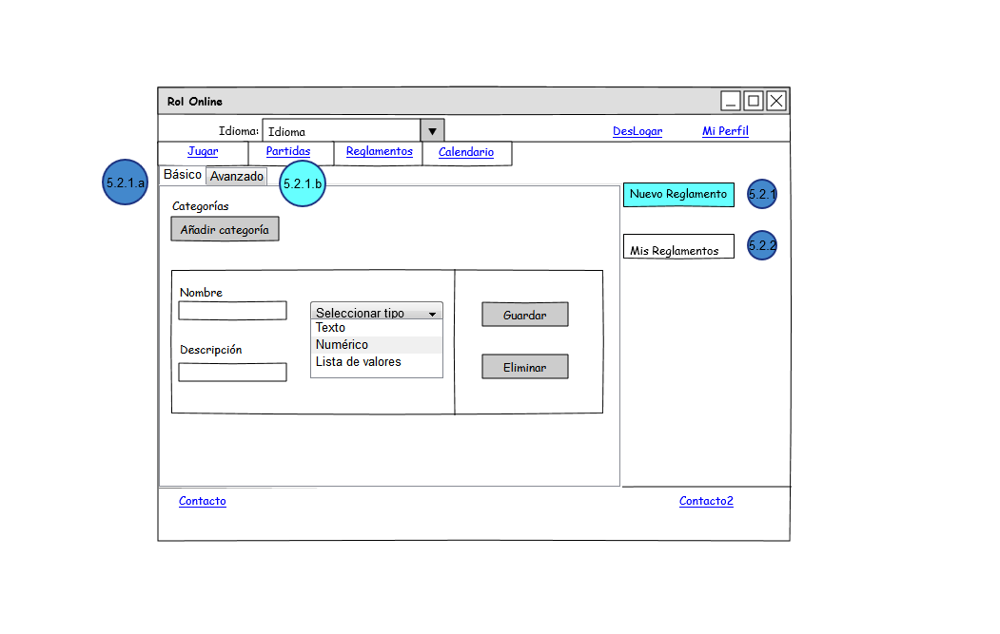 Rol Online
Idioma: Idioma
DesLogar Mi Perfil
Jugar Partidas Reglamentos Calendario
5.2.1.a Básico Avanzado 5.2.1.b
Nuevo Reglamento 5.2.1
Categorías
Añadir categoría
Mis Reglamentos 5.2.2
Nombre
Seleccionar tipo
Guardar
Texto
Numérico
Descripción
Lista de valores
Eliminar
Contacto Contacto2